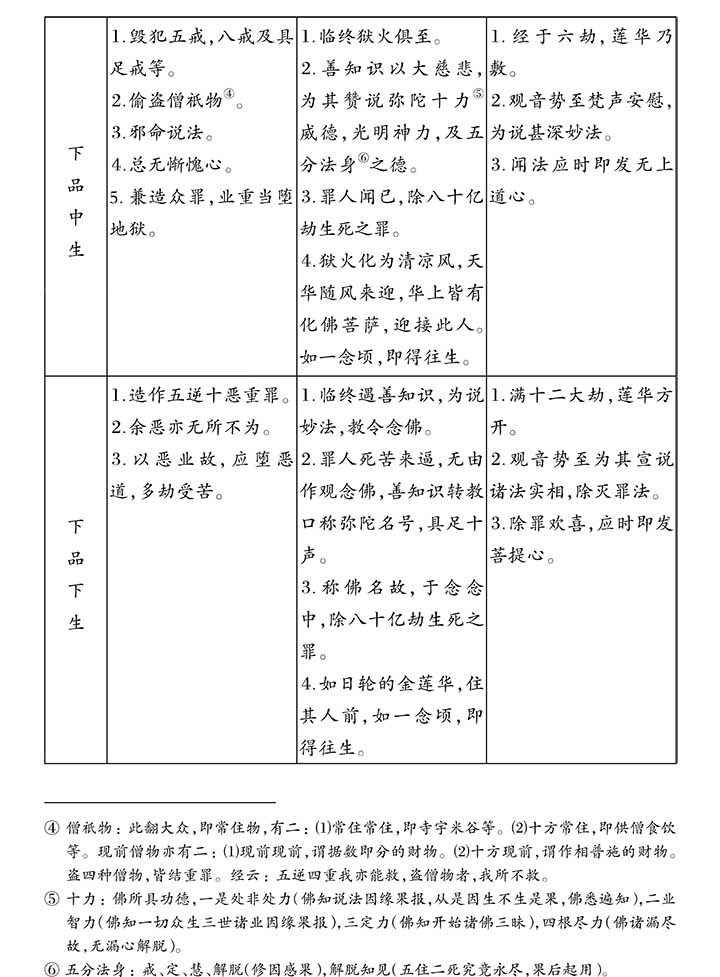 下品中生
1.毁犯五戒,八戒及具
足戒等。
2.偷盗僧祇物④。
3.邪命说法。
4.总无惭愧心。
5.兼造众罪,业重当堕
地狱。
1.临终狱火俱至。
2.善知识以大慈悲,
为其赞说弥陀十力⑤
威德,光明神力,及五
分法身⑥之德。
3.罪人闻已,除八十亿
劫生死之罪。
4.狱火化为清凉风,天
华随风来迎,华上皆有
化佛菩萨,迎接此人。
如一念顷,即得往生。
1.经于六劫,莲华乃
敷。
2.观音势至梵声安慰,
为说甚深妙法。
3.闻法应时即发无上
道心。
下品下生
1.造作五逆十恶重罪。
2.余恶亦无所不为。
3.以恶业故,应堕恶
道,多劫受苦。
1.临终遇善知识,为说
妙法,教令念佛。
2.罪人死苦来逼,无由
作观念佛,善知识转教
口称弥陀名号,具足十
声。
3.称佛名故,于念念
中,除八十亿劫生死之
罪。
4.如日轮的金莲华,住
其人前,如一念顷,即
得往生。
1.满十二大劫,莲华方
开。
2.观音势至为其宣说
诸法实相,除灭罪法。
3.除罪欢喜,应时即发
菩提心。
④ 僧祇物:此翻大众,即常住物,有二:⑴常住常住,即寺宇米谷等。⑵十方常住,即供僧食饮
等。现前僧物亦有二:⑴现前现前,谓据数即分的财物。⑵十方现前,谓作相普施的财物。
盗四种僧物,皆结重罪。经云:五逆四重我亦能救,盗僧物者,我所不救。
⑤ 十力:佛所具功德,一是处非处力(佛知说法因缘果报,从是因生不生是果,佛悉遍知),二业
智力(佛知一切众生三世诸业因缘果报),三定力(佛知开始诸佛三昧),四根尽力(佛诸漏尽
故,无漏心解脱)。
⑥ 五分法身:戒、定、慧、解脱(修因感果),解脱知见(五住二死究竟永尽,果后起用)。